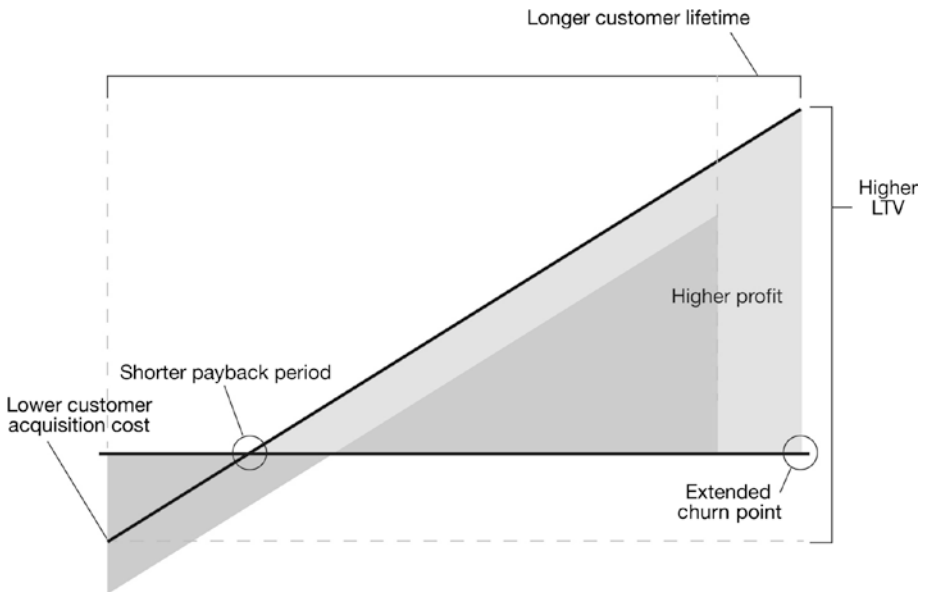 Longer customer lifetime
Higher
LTV
Higher profit
Shorter payback period
Lower customer
acquisition cost
Extended
churn point